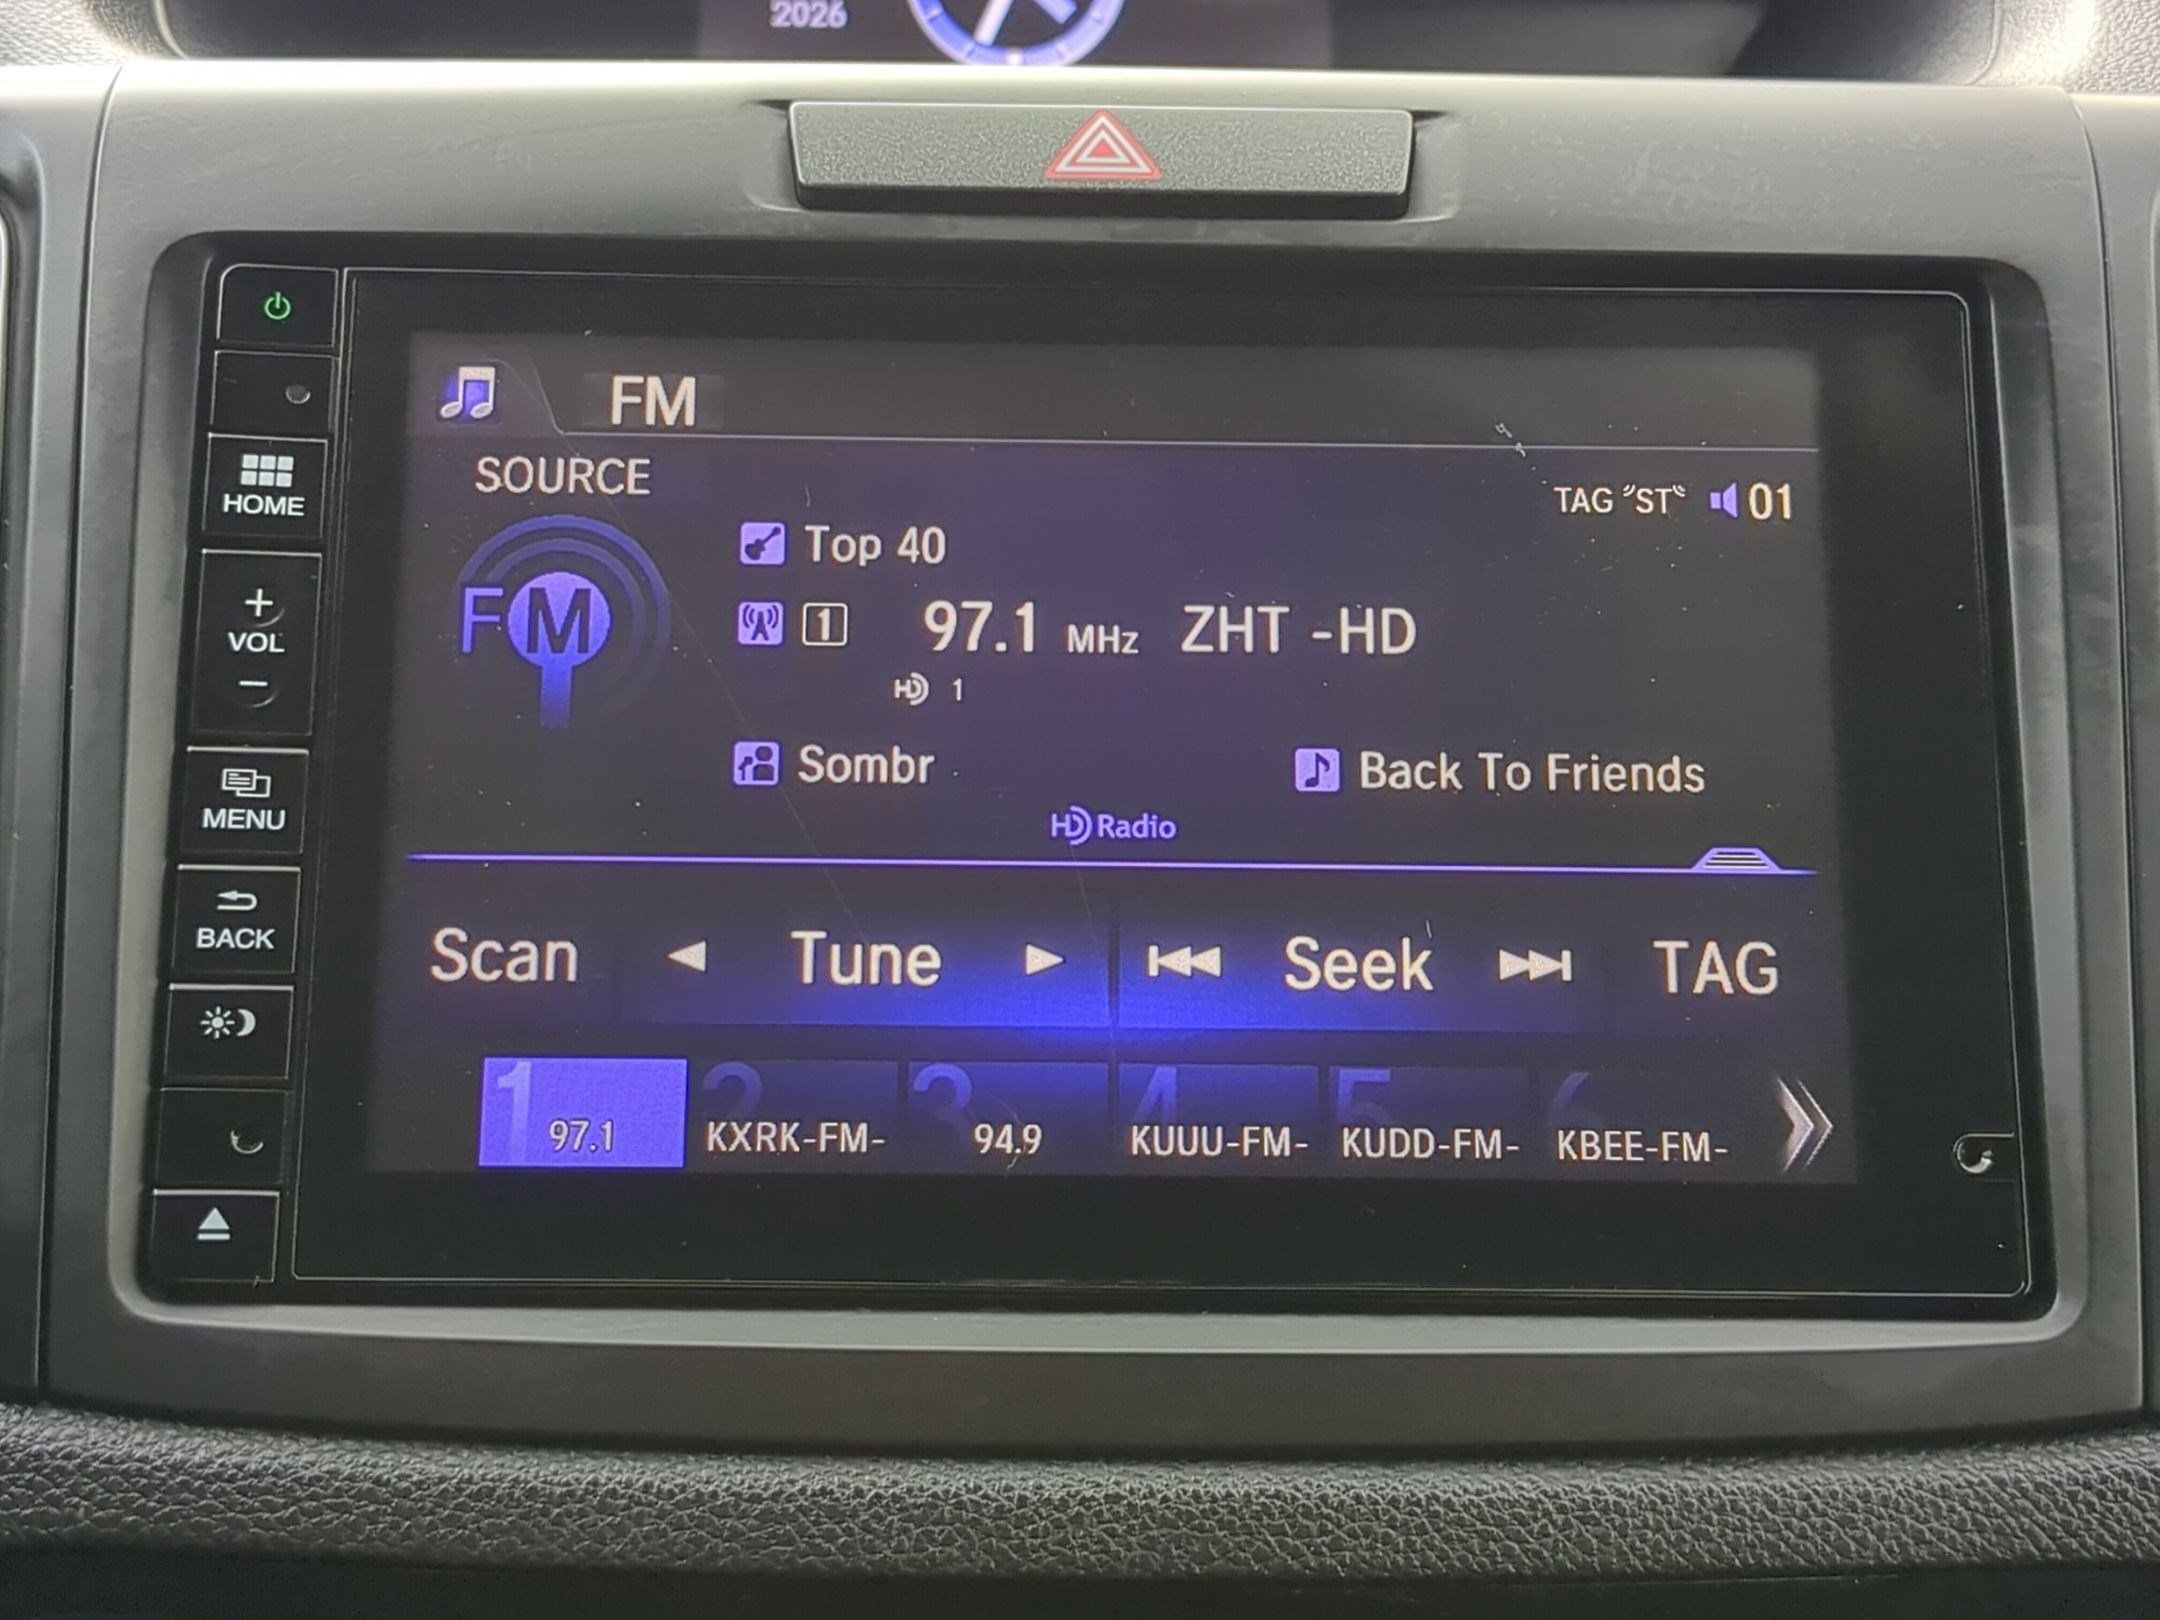 2026
FM
SOURCE
TAG "ST" 01
Top 40
FM
1 97.1 MHz ZHT -HD
HD 1
Sombr
Back To Friends
HD Radio
Scan Tune Seek TAG
1 2 3 4 5 6
97.1 KXRK-FM- 94.9 KUUU-FM- KUDD-FM- KBEE-FM-
HOME
+
VOL
−
MENU
BACK